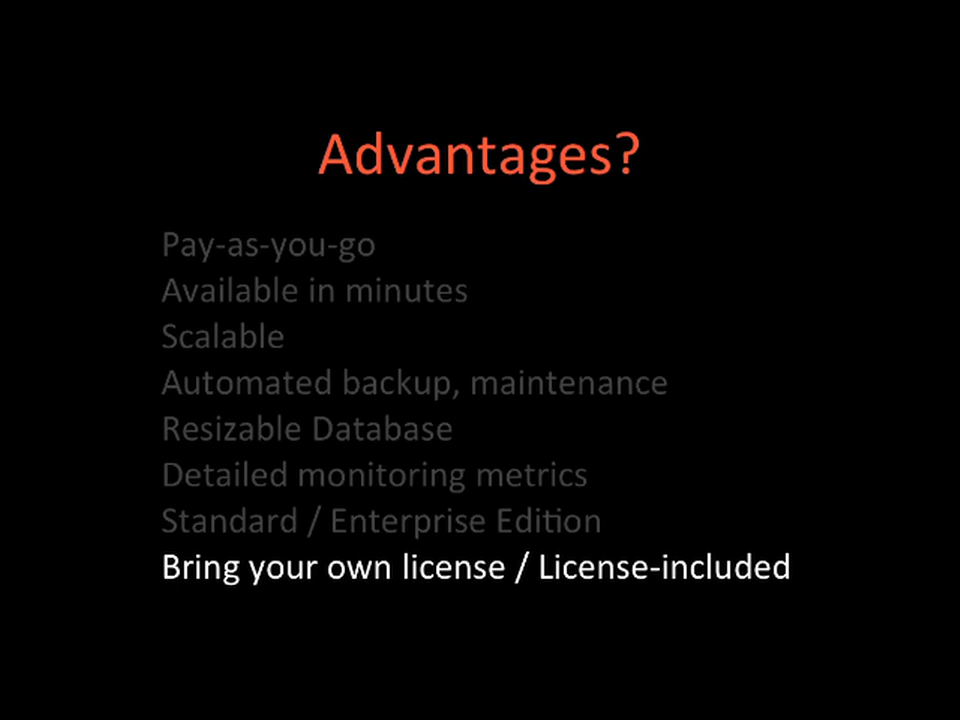 Advantages?
Pay-as-you-go
Available in minutes
Scalable
Automated backup, maintenance
Resizable Database
Detailed monitoring metrics
Standard / Enterprise Edition
Bring your own license / License-included